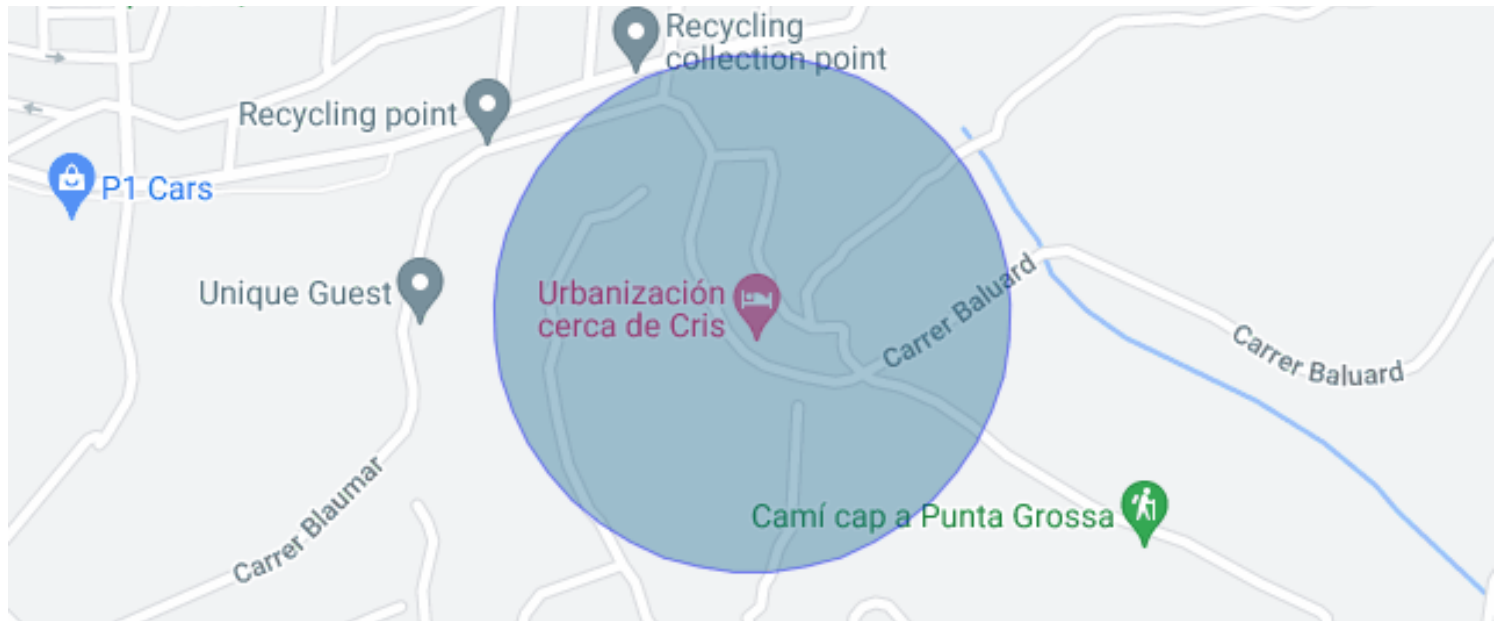 Recycling
collection point
Recycling point
P1 Cars
Unique Guest
Urbanización
cerca de Cris
Carrer Baluard
Carrer Baluard
Carrer Blaumar
Camí cap a Punta Grossa